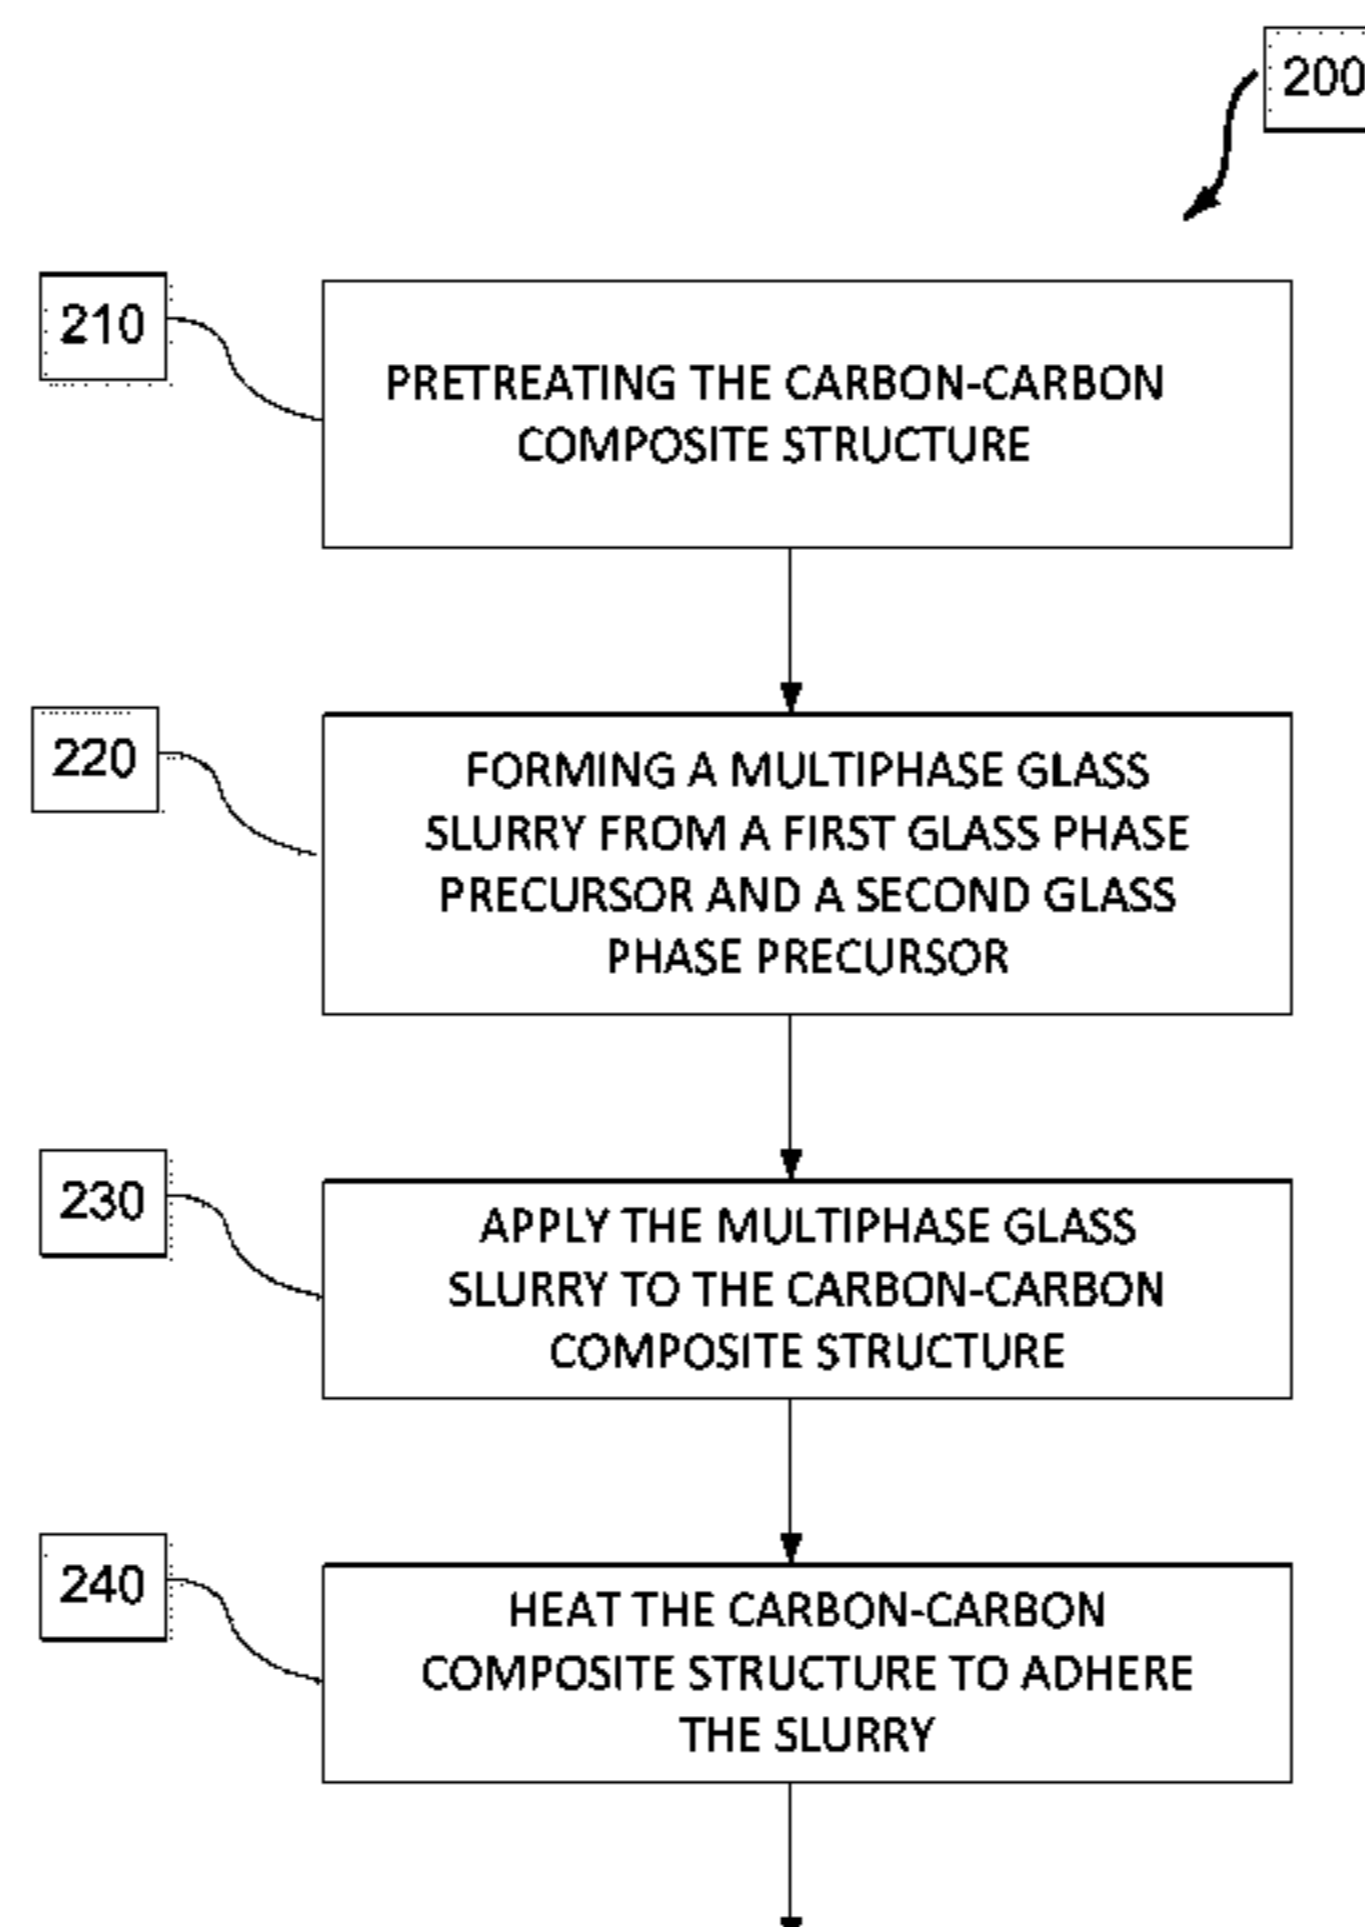 200
210
PRETREATING THE CARBON-CARBON
COMPOSITE STRUCTURE
220
FORMING A MULTIPHASE GLASS
SLURRY FROM A FIRST GLASS PHASE
PRECURSOR AND A SECOND GLASS
PHASE PRECURSOR
230
APPLY THE MULTIPHASE GLASS
SLURRY TO THE CARBON-CARBON
COMPOSITE STRUCTURE
240
HEAT THE CARBON-CARBON
COMPOSITE STRUCTURE TO ADHERE
THE SLURRY